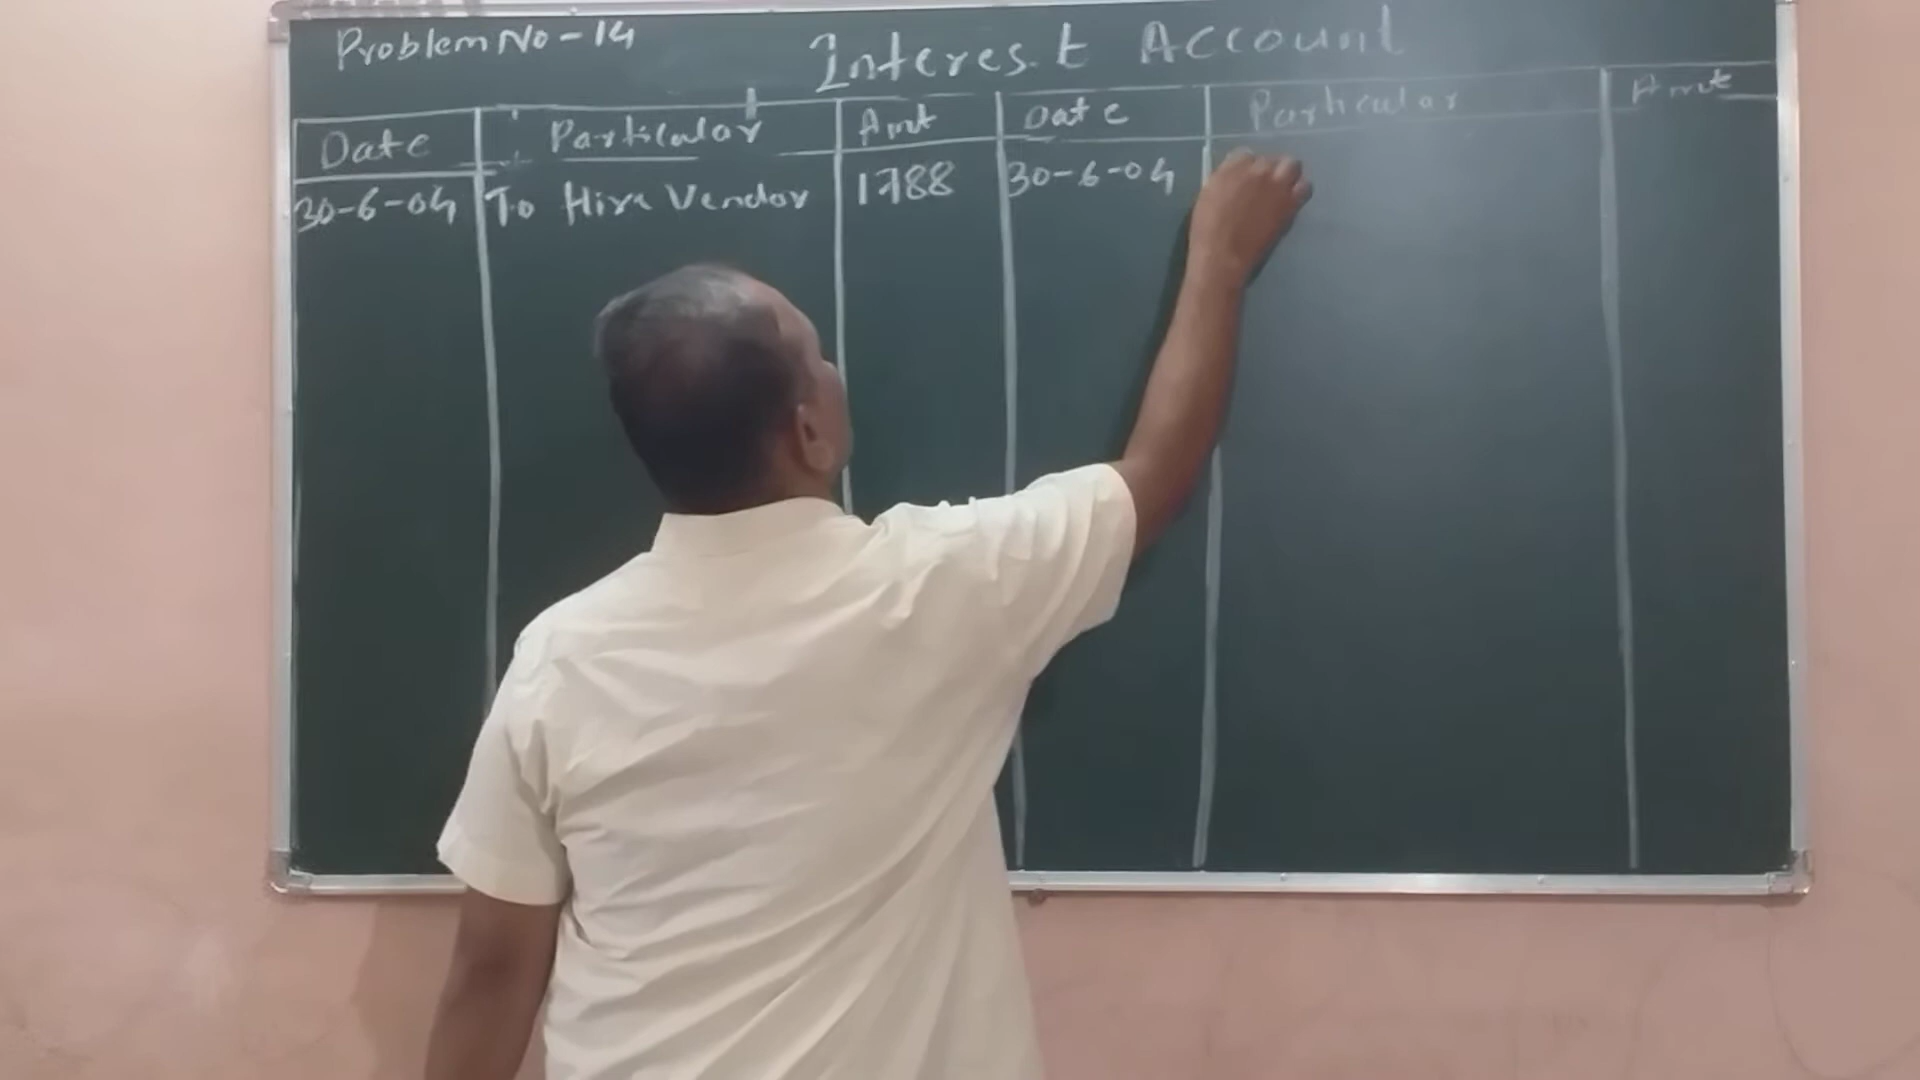 Problem No - 14
Interest Account
Date Particular Amt Date Particular Amt
30-6-04 To Hire Vendor 1788 30-6-04